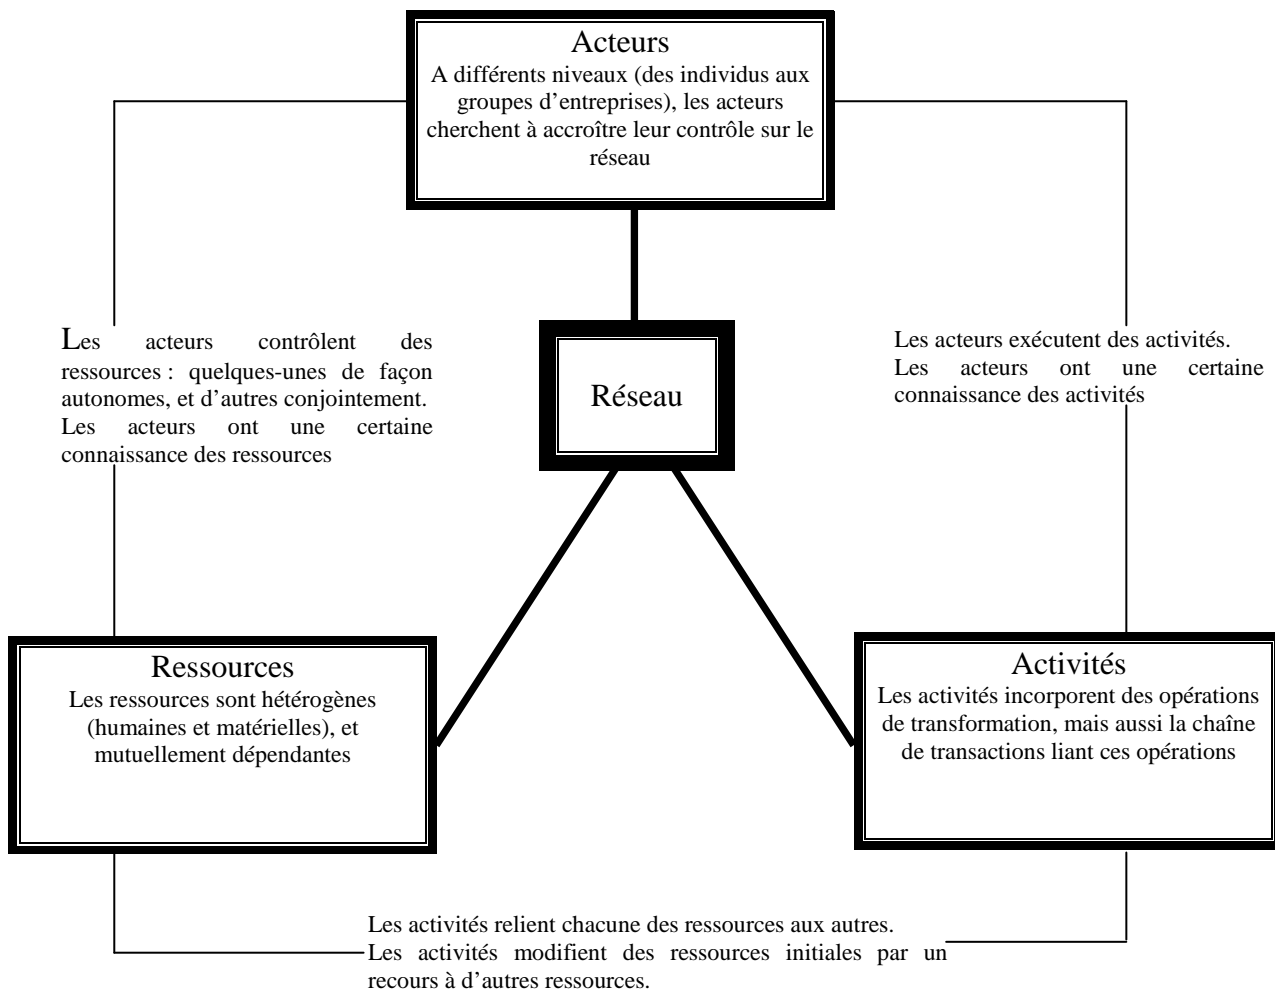 Acteurs
A différents niveaux (des individus aux
groupes d’entreprises), les acteurs
cherchent à accroître leur contrôle sur le
réseau
Les acteurs contrôlent des
ressources : quelques-unes de façon
autonomes, et d’autres conjointement.
Les acteurs ont une certaine
connaissance des ressources
Réseau
Les acteurs exécutent des activités.
Les acteurs ont une certaine
connaissance des activités
Ressources
Les ressources sont hétérogènes
(humaines et matérielles), et
mutuellement dépendantes
Activités
Les activités incorporent des opérations
de transformation, mais aussi la chaîne
de transactions liant ces opérations
Les activités relient chacune des ressources aux autres.
Les activités modifient des ressources initiales par un
recours à d’autres ressources.